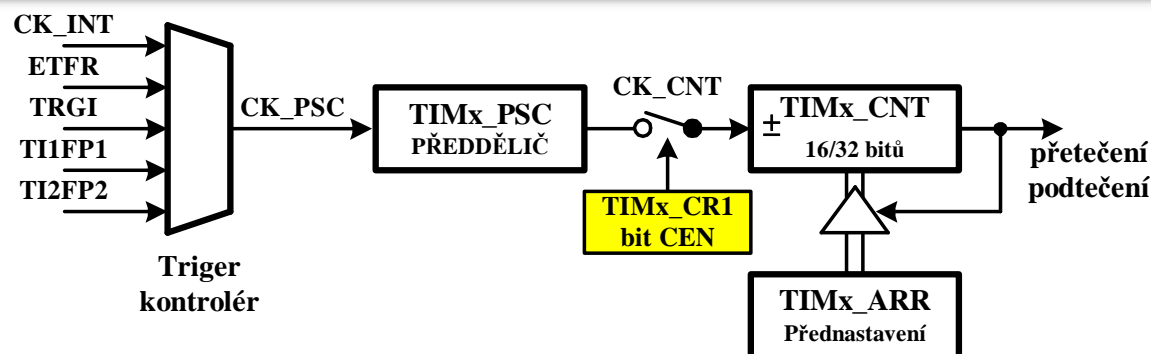 CK_INT
ETFR
TRGI
TI1FP1
TI2FP2
Triger
kontrolér
CK_PSC
TIMx_PSC
PŘEDDĚLIČ
CK_CNT
TIMx_CR1
bit CEN
±
TIMx_CNT
16/32 bitů
přetečení
podtečení
TIMx_ARR
Přednastavení